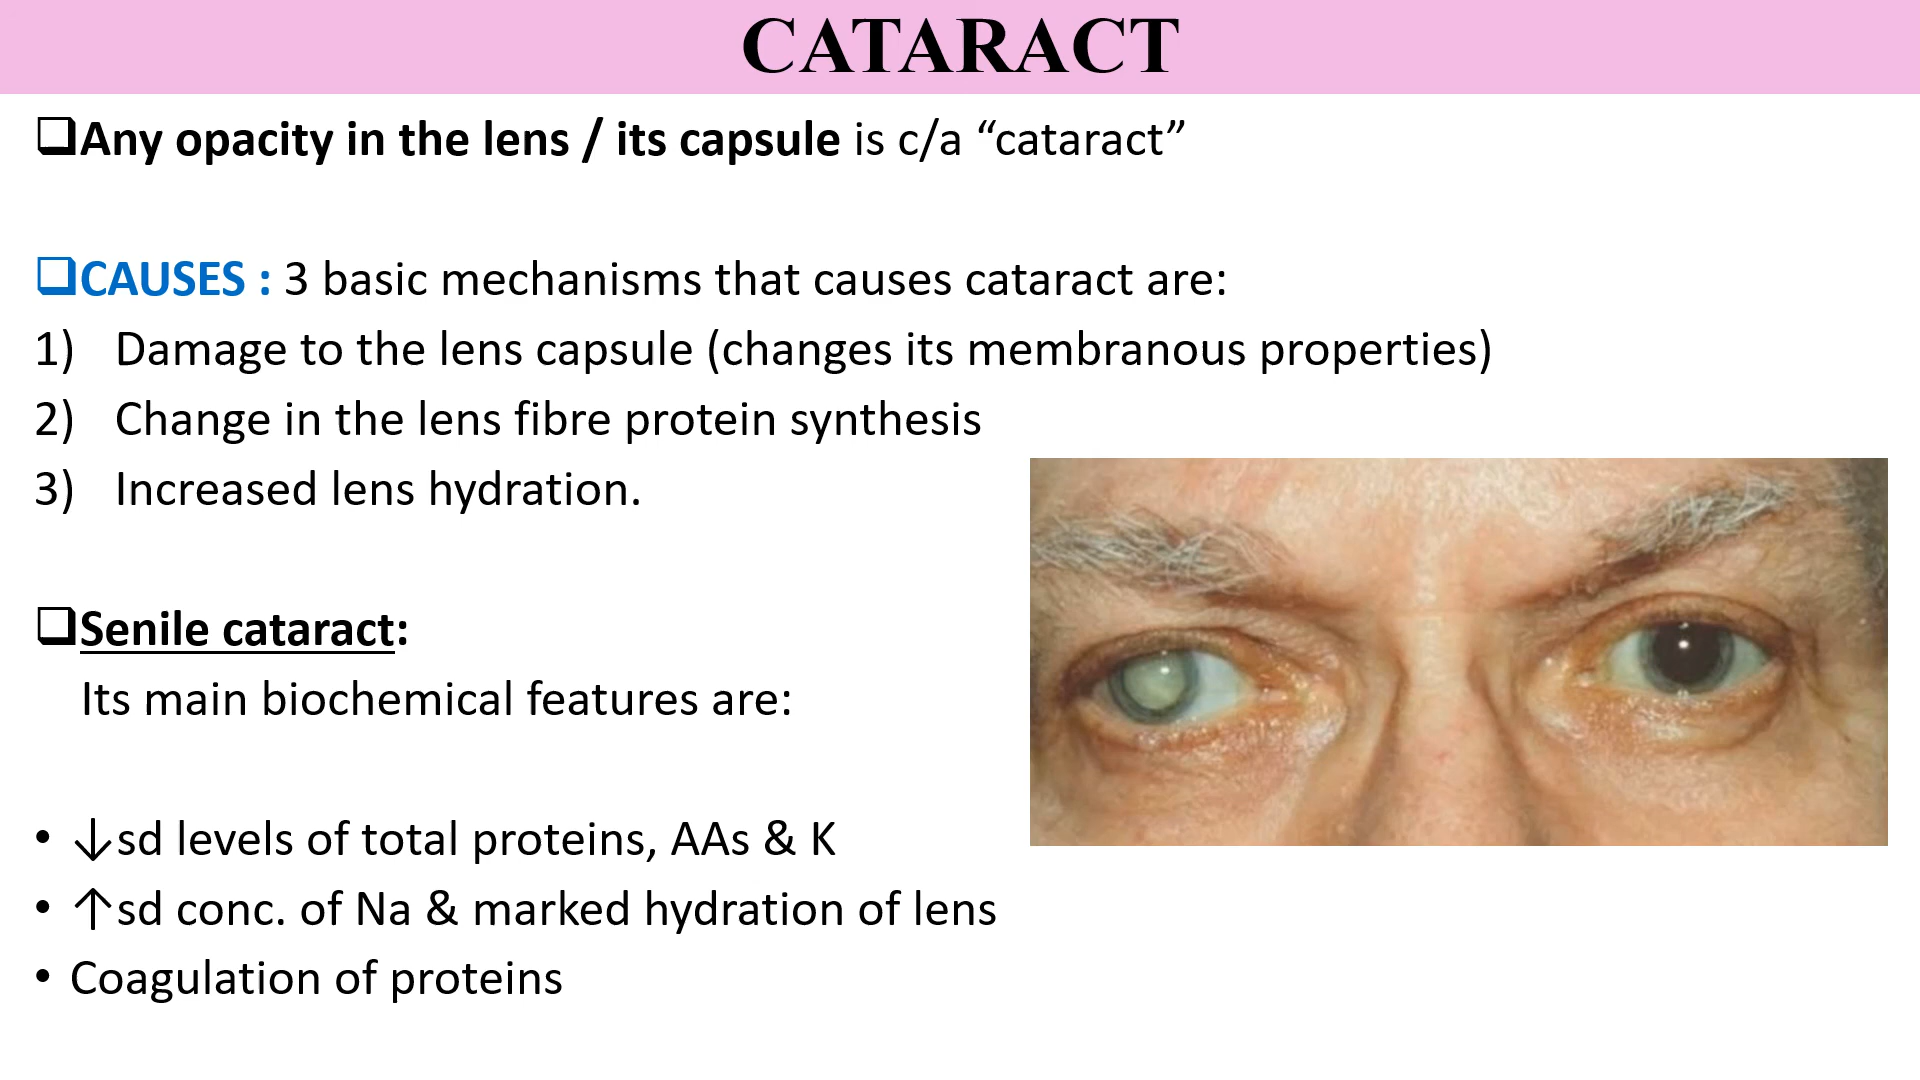 CATARACT
❑Any opacity in the lens / its capsule is c/a “cataract”
❑CAUSES : 3 basic mechanisms that causes cataract are:
1) Damage to the lens capsule (changes its membranous properties)
2) Change in the lens fibre protein synthesis
3) Increased lens hydration.
❑Senile cataract:
Its main biochemical features are:
• ↓sd levels of total proteins, AAs & K
• ↑sd conc. of Na & marked hydration of lens
• Coagulation of proteins